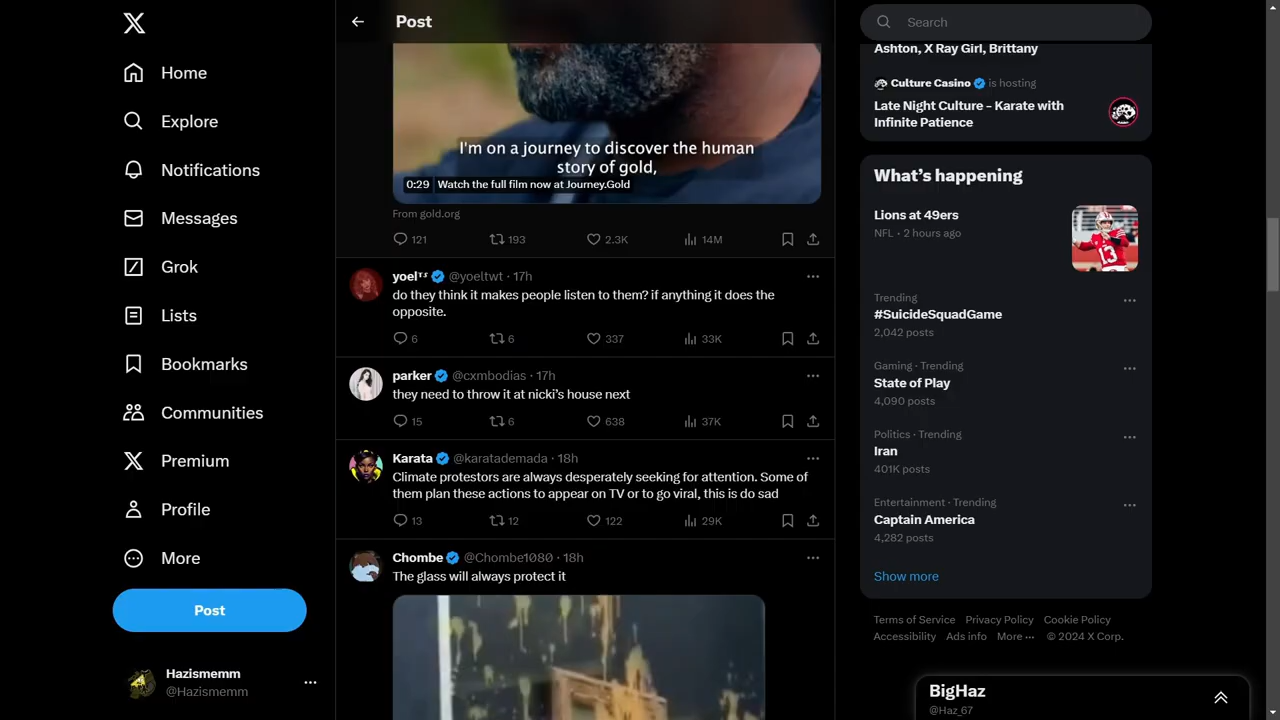 Home
Explore
Notifications
Messages
Grok
Lists
Bookmarks
Communities
Premium
Profile
More
Post
Hazismemm
@Hazismemm
Post
I'm on a journey to discover the human
story of gold,
0:29 Watch the full film now at Journey.Gold
From gold.org
121 193 2.3K 14M
yoelᵀˢ @yoeltwt · 17h
do they think it makes people listen to them? if anything it does the
opposite.
6 6 337 33K
parker @cxmbodias · 17h
they need to throw it at nicki's house next
15 6 638 37K
Karata @karatademada · 18h
Climate protestors are always desperately seeking for attention. Some of
them plan these actions to appear on TV or to go viral, this is do sad
13 12 122 29K
Chombe @Chombe1080 · 18h
The glass will always protect it
Search
Ashton, X Ray Girl, Brittany
Culture Casino is hosting
Late Night Culture - Karate with
Infinite Patience
What's happening
Lions at 49ers
NFL · 2 hours ago
13
Trending
#SuicideSquadGame
2,042 posts
Gaming · Trending
State of Play
4,090 posts
Politics · Trending
Iran
401K posts
Entertainment · Trending
Captain America
4,282 posts
Show more
Terms of Service Privacy Policy Cookie Policy
Accessibility Ads info More ··· © 2024 X Corp.
BigHaz
@Haz_67